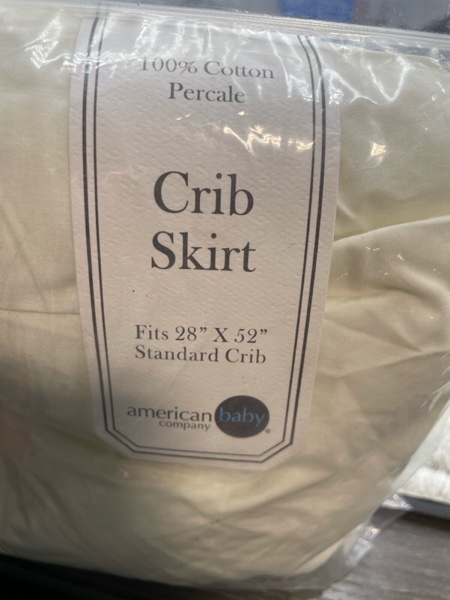 100% Cotton
Percale
Crib
Skirt
Fits 28” X 52”
Standard Crib
american baby
company
®